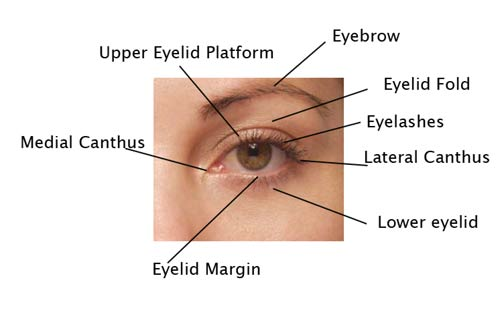 Eyebrow
Upper Eyelid Platform
Eyelid Fold
Eyelashes
Medial Canthus
Lateral Canthus
Lower eyelid
Eyelid Margin